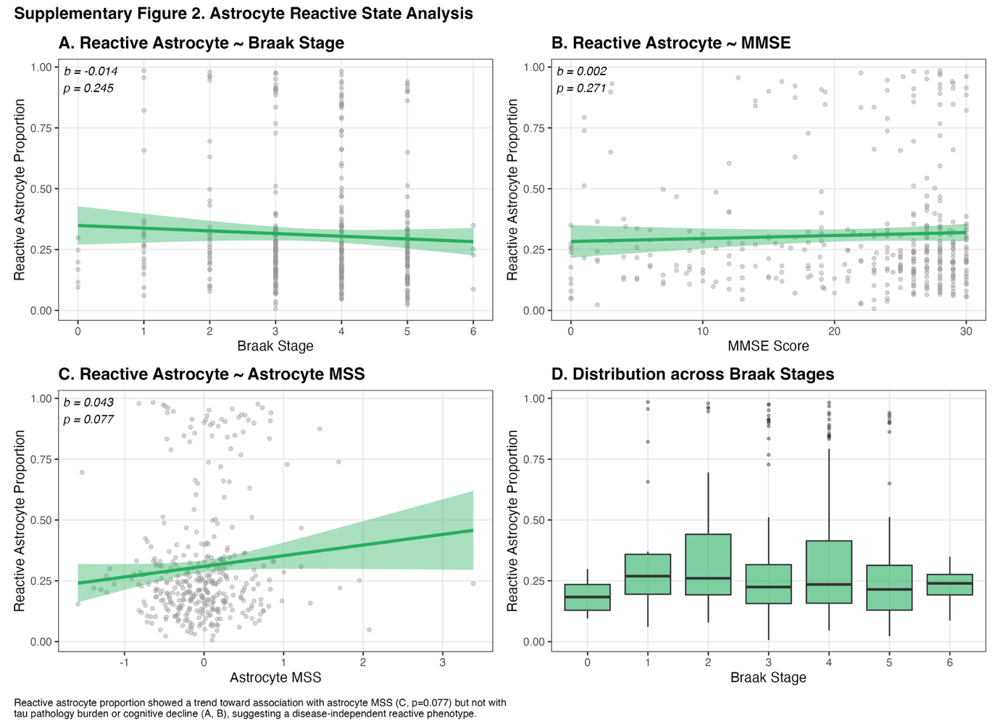 Supplementary Figure 2. Astrocyte Reactive State Analysis
A. Reactive Astrocyte ~ Braak Stage
b = -0.014
p = 0.245
1.00
0.75
0.50
0.25
0.00
Reactive Astrocyte Proportion
0 1 2 3 4 5 6
Braak Stage
B. Reactive Astrocyte ~ MMSE
b = 0.002
p = 0.271
1.00
0.75
0.50
0.25
0.00
Reactive Astrocyte Proportion
0 10 20 30
MMSE Score
C. Reactive Astrocyte ~ Astrocyte MSS
b = 0.043
p = 0.077
1.00
0.75
0.50
0.25
0.00
Reactive Astrocyte Proportion
-1 0 1 2 3
Astrocyte MSS
D. Distribution across Braak Stages
1.00
0.75
0.50
0.25
0.00
Reactive Astrocyte Proportion
0 1 2 3 4 5 6
Braak Stage
Reactive astrocyte proportion showed a trend toward association with astrocyte MSS (C, p=0.077) but not with
tau pathology burden or cognitive decline (A, B), suggesting a disease-independent reactive phenotype.